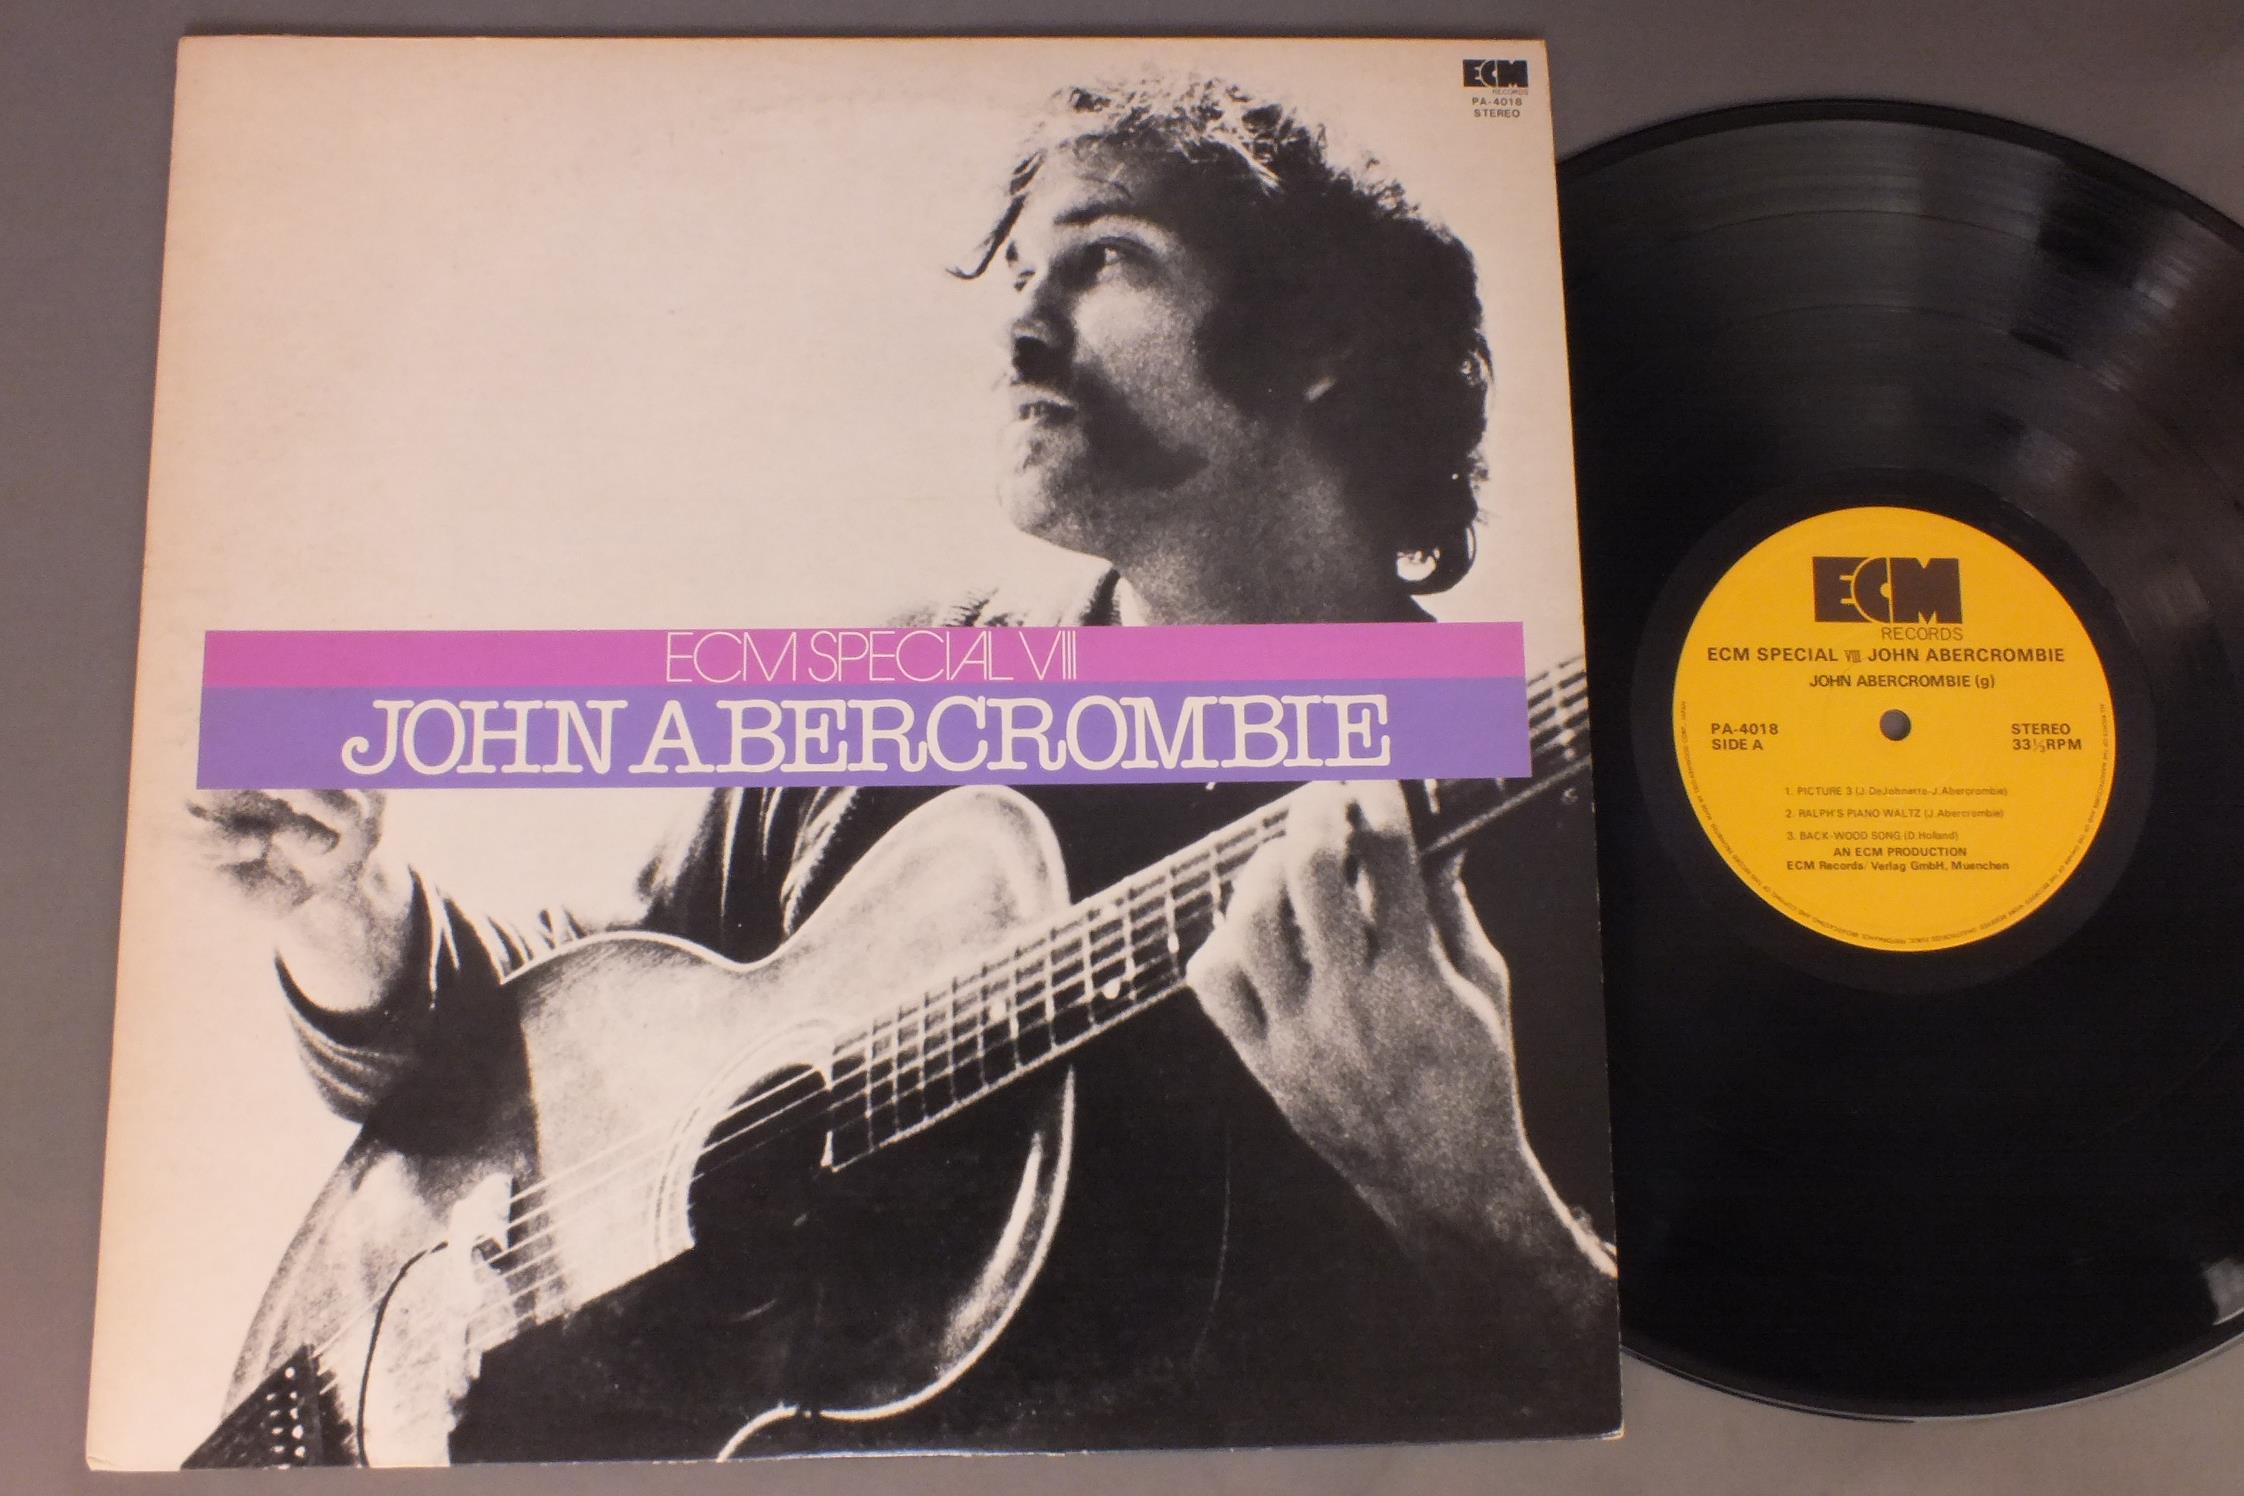 ECM
RECORDS
PA-4018
STEREO
ECM SPECIAL VIII
JOHN ABERCROMBIE
ECM
RECORDS
ECM SPECIAL VIII JOHN ABERCROMBIE
JOHN ABERCROMBIE (g)
PA-4018 STEREO
SIDE A 33⅓RPM
1. PICTURE 3 (J.DeJohnette-J.Abercrombie)
2. RALPH'S PIANO WALTZ (J.Abercrombie)
3. BACK-WOOD SONG (D.Holland)
AN ECM PRODUCTION
ECM Records/Verlag GmbH, Muenchen